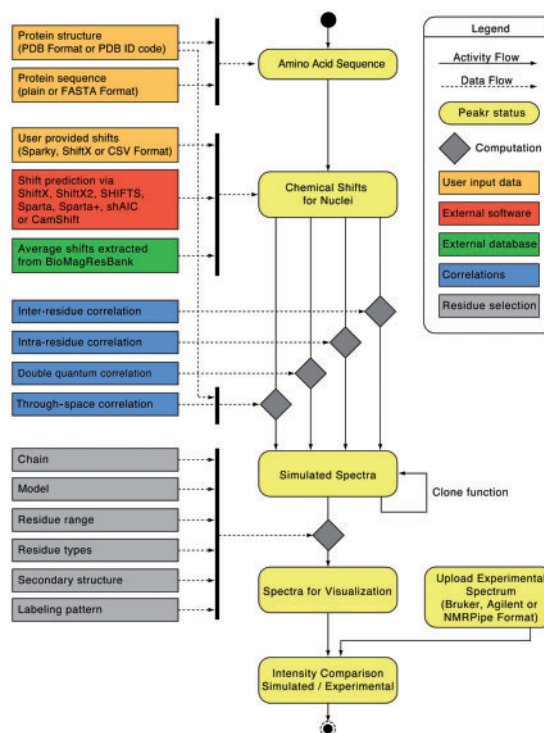 Protein structure
(PDB Format or PDB ID code)
Protein sequence
(plain or FASTA Format)
Amino Acid Sequence
User provided shifts
(Sparky, ShiftX or CSV Format)
Shift prediction via
ShiftX, ShiftX2, SHIFTS,
Sparta, Sparta+, shAIC
or CamShift
Average shifts extracted
from BioMagResBank
Chemical Shifts
for Nuclei
Inter-residue correlation
Intra-residue correlation
Double quantum correlation
Through-space correlation
Simulated Spectra
Clone function
Chain
Model
Residue range
Residue types
Secondary structure
Labeling pattern
Spectra for Visualization
Upload Experimental
Spectrum
(Bruker, Agilent or
NMRPipe Format)
Intensity Comparison
Simulated / Experimental
Legend
Activity Flow
Data Flow
Peakr status
Computation
User input data
External software
External database
Correlations
Residue selection